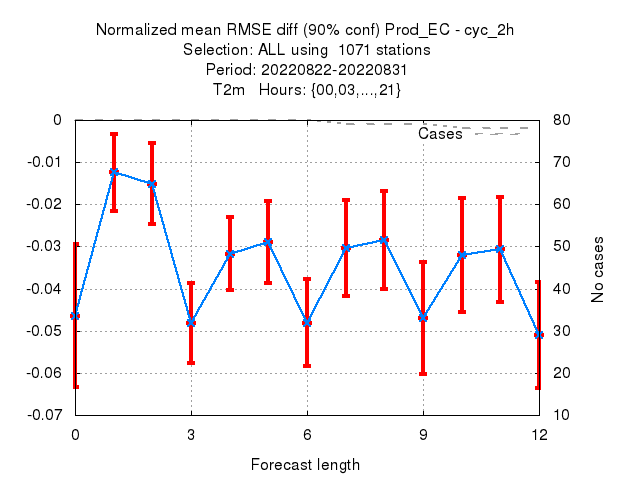 Normalized mean RMSE diff (90% conf) Prod_EC - cyc_2h
Selection: ALL using  1071 stations
Period: 20220822-20220831
T2m   Hours: {00,03,...,21}
Cases
0
-0.01
-0.02
-0.03
-0.04
-0.05
-0.06
-0.07
80
70
60
50
40
30
20
10
No cases
0 3 6 9 12
Forecast length